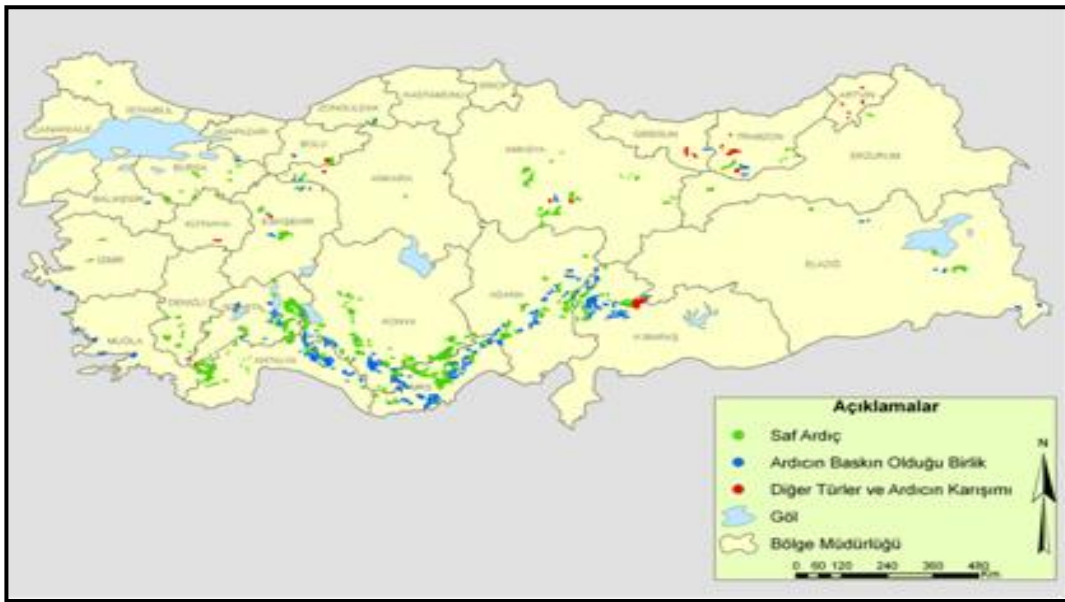 SİNOP
KASTAMONU
ZONGULDAK
İSTANBUL
ARTVİN
ÇANAKKALE
ADAPAZARI
GİRESUN
TRABZON
BOLU
AMASYA
ERZURUM
BURSA
ANKARA
BALIKESİR
KÜTAHYA
ESKİŞEHİR
İZMİR
ELAZIĞ
DENİZLİ
ADANA
ISPARTA
KONYA
K.MARAŞ
MUĞLA
ANTALYA
Açıklamalar
Saf Ardıç
Ardıcın Baskın Olduğu Birlik
Diğer Türler ve Ardıcın Karışımı
Göl
Bölge Müdürlüğü
N
0 60 120 240 360 480
Km